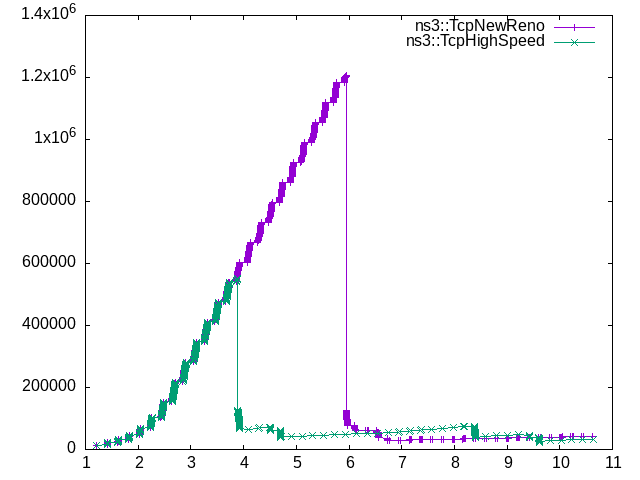 1.4x10^6
1.2x10^6
1x10^6
800000
600000
400000
200000
0
1 2 3 4 5 6 7 8 9 10 11
ns3::TcpNewReno
ns3::TcpHighSpeed